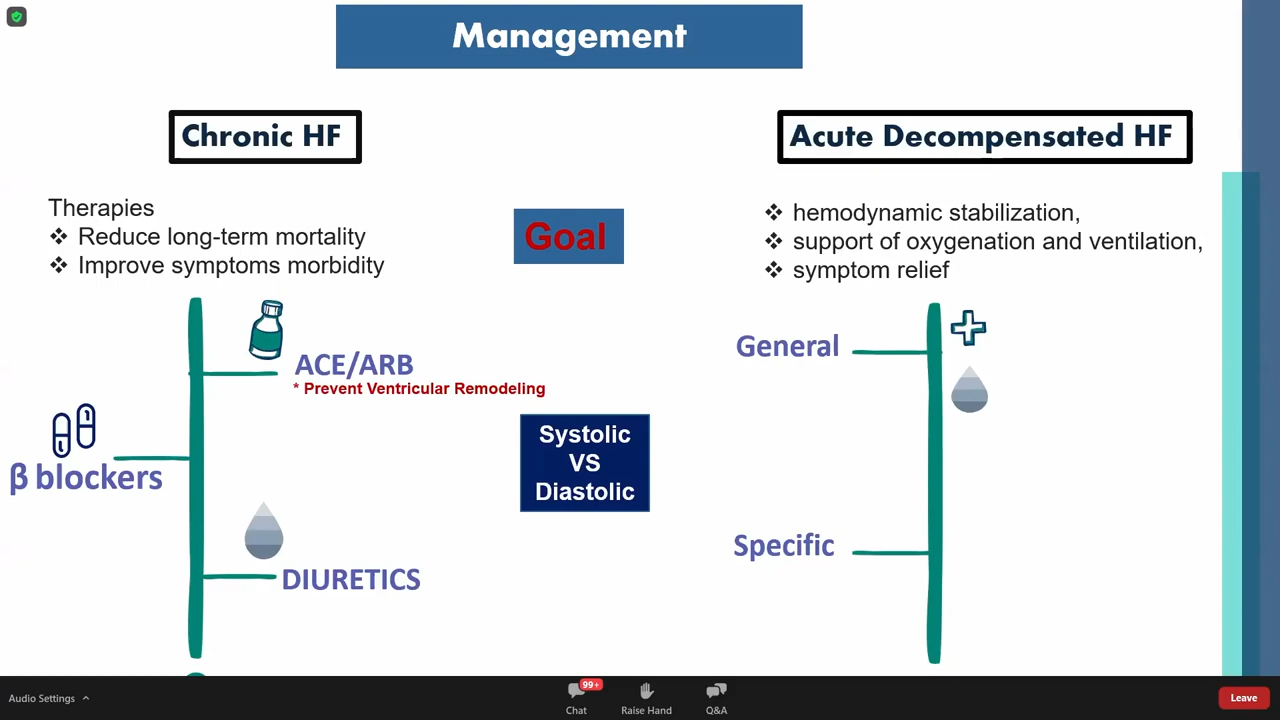 Management
Chronic HF
Acute Decompensated HF
Therapies
❖ Reduce long-term mortality
❖ Improve symptoms morbidity
Goal
❖ hemodynamic stabilization,
❖ support of oxygenation and ventilation,
❖ symptom relief
ACE/ARB
* Prevent Ventricular Remodeling
β blockers
DIURETICS
Systolic
VS
Diastolic
General
Specific
Audio Settings
99+
Chat
Raise Hand
Q&A
Leave